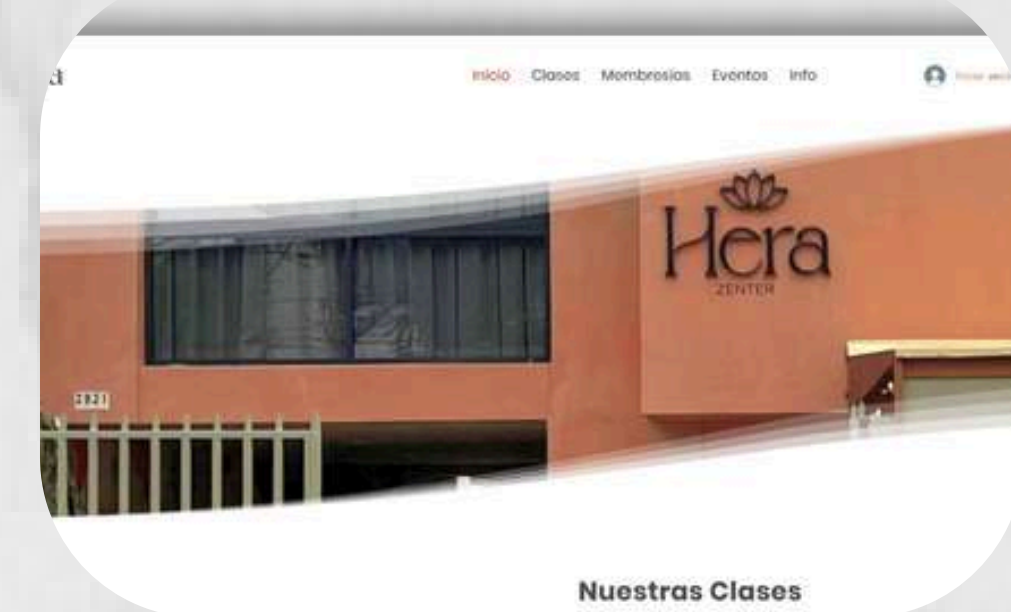 Inicio Clases Membresías Eventos Info
Hera
ZENTER
2821
Nuestras Clases